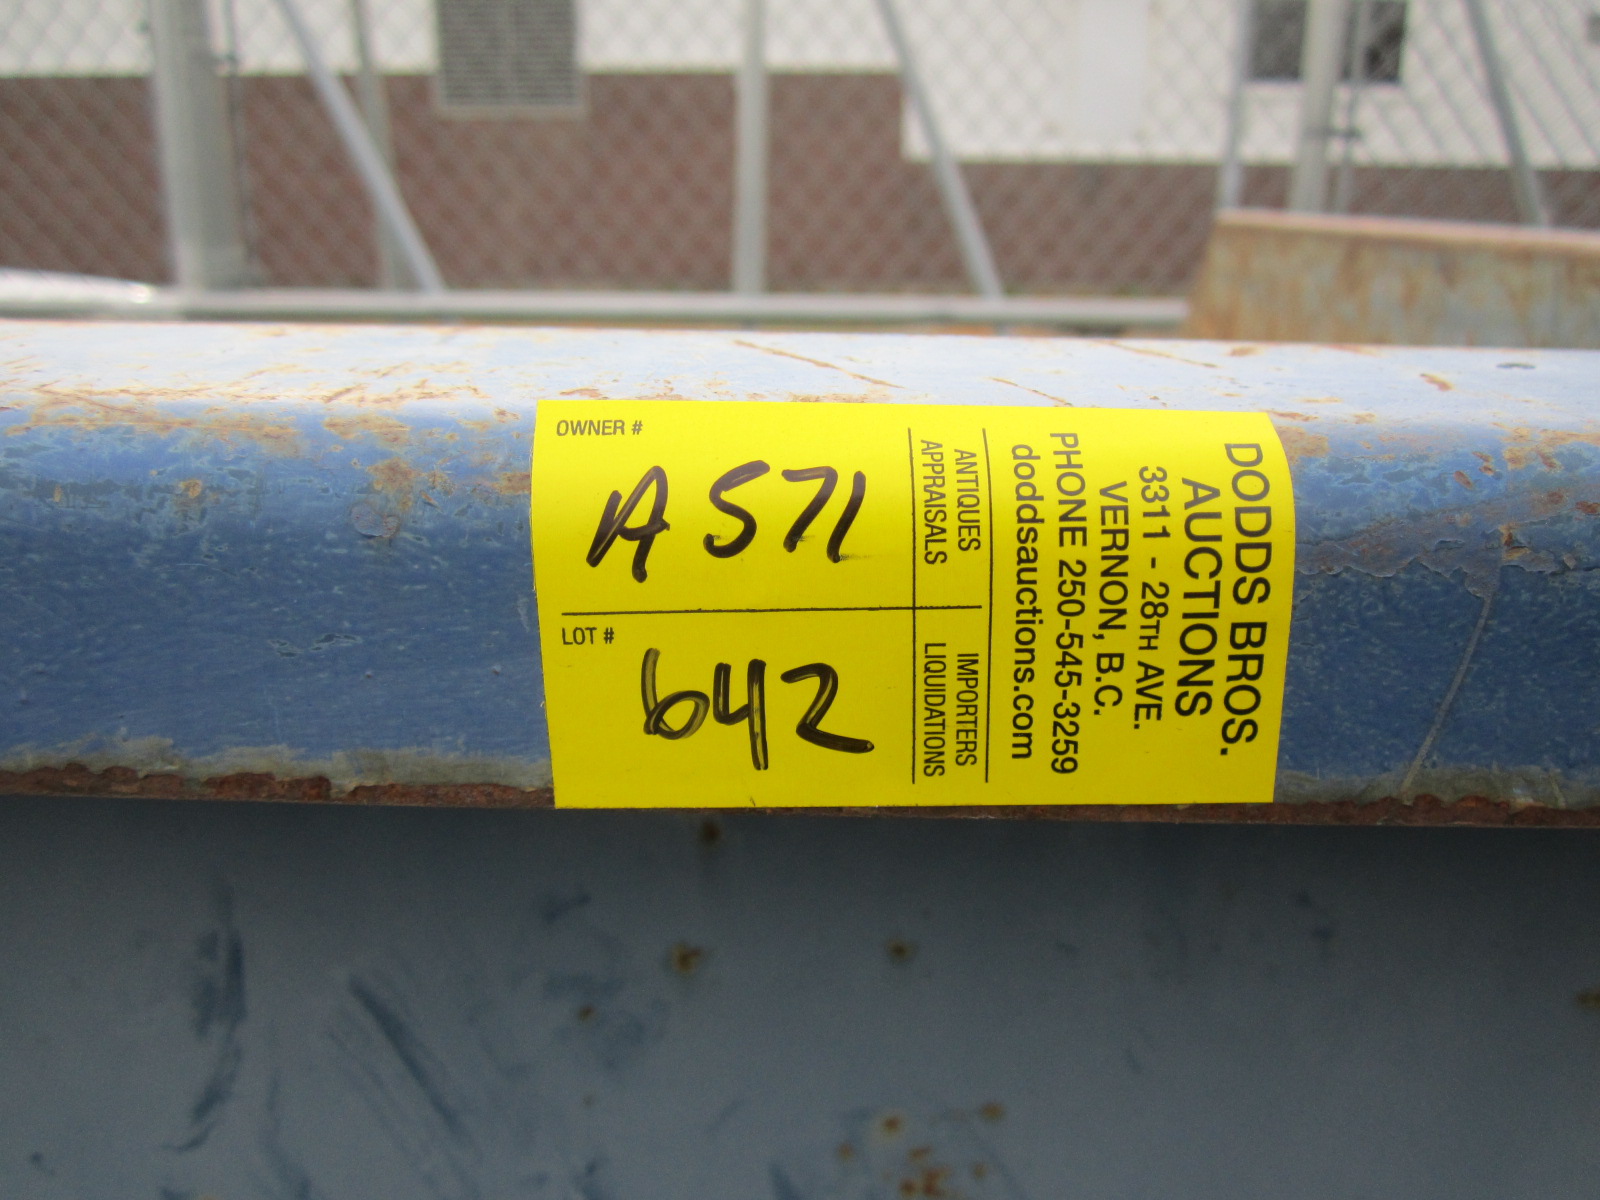 OWNER #
A571
LOT #
642
ANTIQUES
APPRAISALS
IMPORTERS
LIQUIDATIONS
DODDS BROS.
AUCTIONS
3311 - 28TH AVE.
VERNON, B.C.
PHONE 250-545-3259
doddsauctions.com